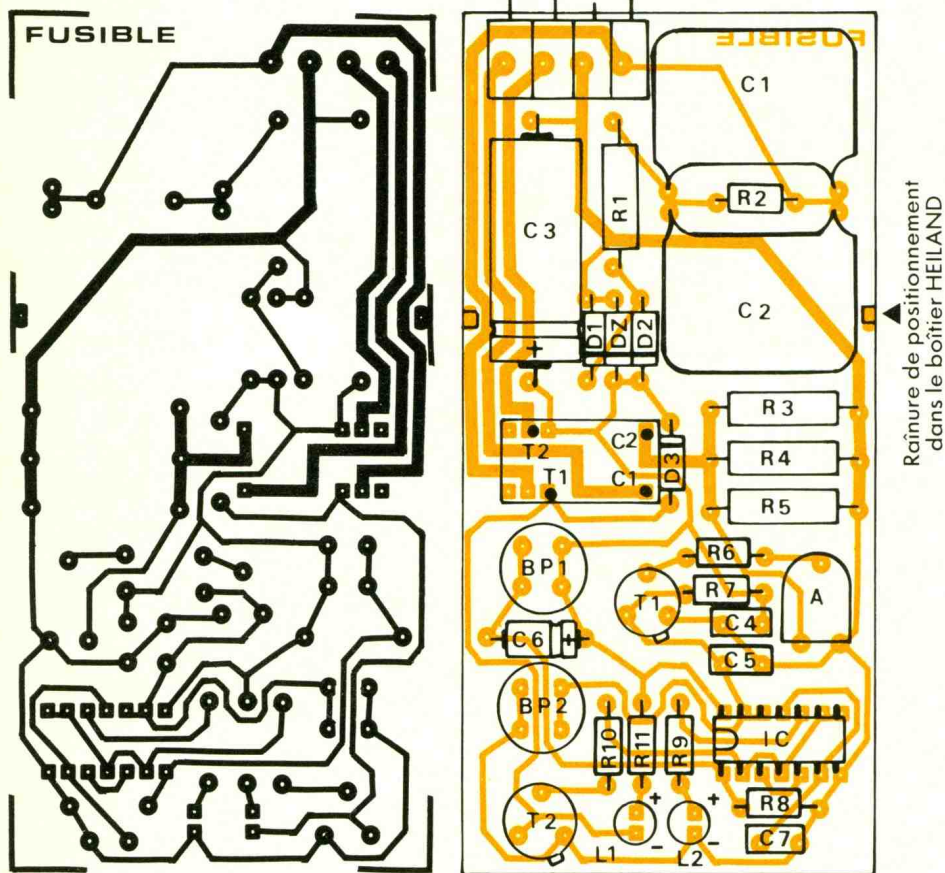 FUSIBLE
FUSIBLE
C1
R2
R1
C3
C2
D1
DZ
D2
+
R3
T2
C2
D3
R4
T1
C1
R5
BP1
R6
T1
R7
A
C4
C6
+
C5
BP2
R10
R11
R9
IC
T2
+
+
R8
L1
-
L2
-
C7
Raînure de positionnement
dans le boîtier HEILAND